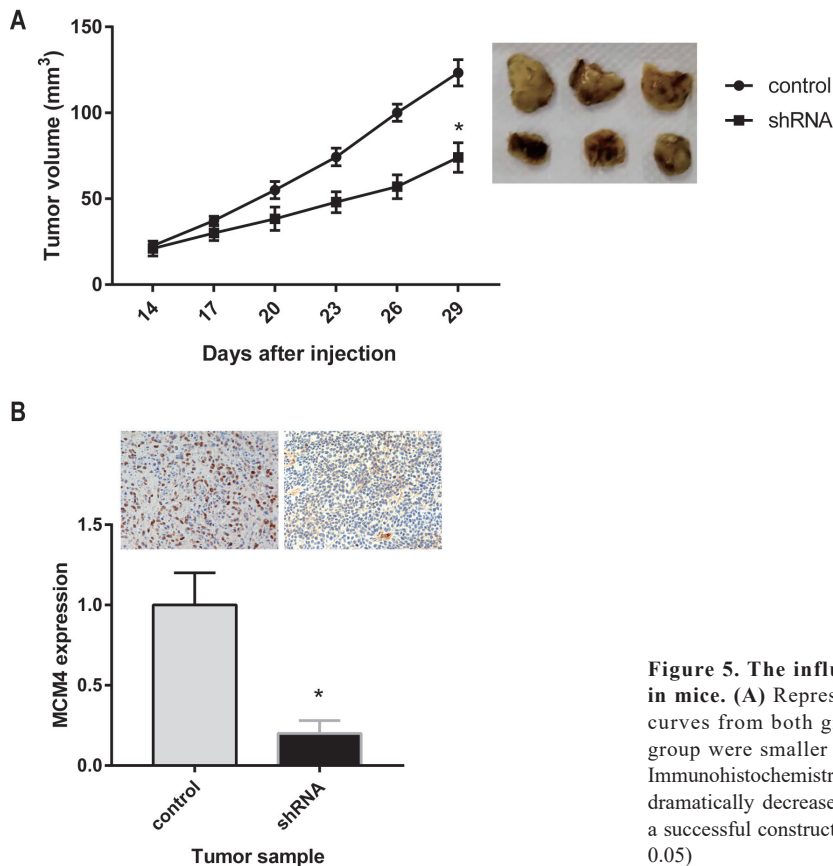 A
Tumor volume (mm³)
150
100
50
0
14 17 20 23 26 29
Days after injection
*
control
shRNA
B
MCM4 expression
1.5
1.0
0.5
0.0
*
control shRNA
Tumor sample
Figure 5. The
in mice. (A)
curves from both
group were smaller
Immunohistochemistr
dramatically decrease
a successful construct
0.05)